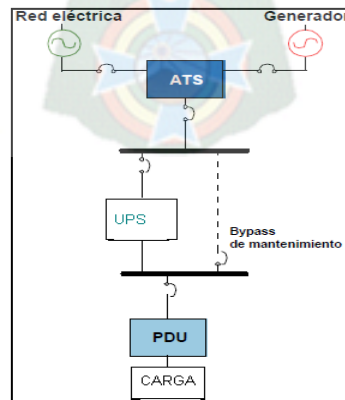 Red eléctrica
Generador
ATS
UPS
Bypass
de mantenimiento
PDU
CARGA